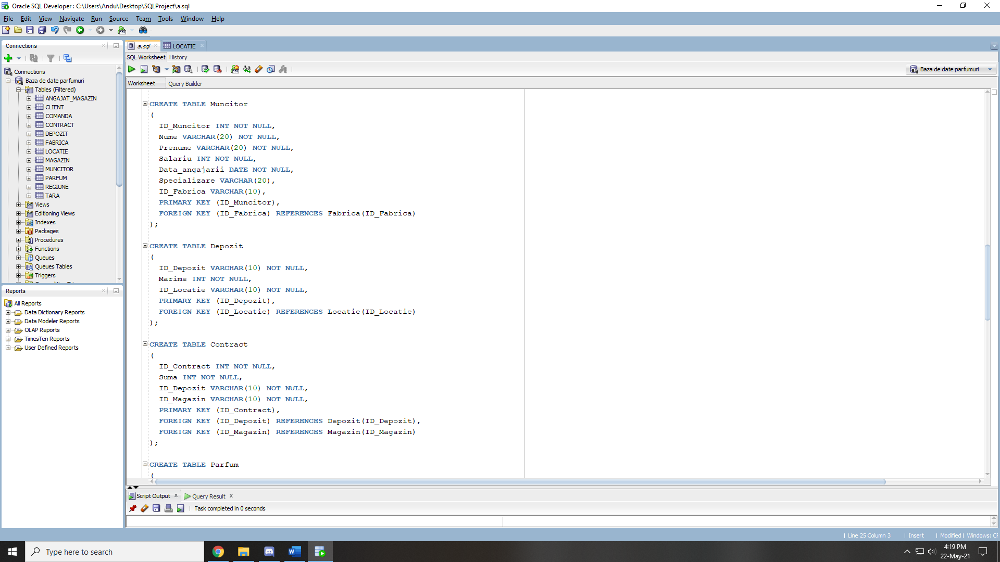 Oracle SQL Developer : C:\Users\Andu\Desktop\SQLProject\a.sql
File Edit View Navigate Run Source Team Tools Window Help
Connections
a.sql
LOCATIE
SQL Worksheet History
Baza de date parfumuri
Worksheet Query Builder
Connections
Baza de date parfumuri
Tables (Filtered)
ANGAJAT_MAGAZIN
CLIENT
COMANDA
CONTRACT
DEPOZIT
FABRICA
LOCATIE
MAGAZIN
MUNCITOR
PARFUM
REGIUNE
TARA
Views
Editioning Views
Indexes
Packages
Procedures
Functions
Queues
Queues Tables
Triggers
Reports
All Reports
Data Dictionary Reports
Data Modeler Reports
OLAP Reports
TimesTen Reports
User Defined Reports
CREATE TABLE Muncitor
(
ID_Muncitor INT NOT NULL,
Nume VARCHAR(20) NOT NULL,
Prenume VARCHAR(20) NOT NULL,
Salariu INT NOT NULL,
Data_angajarii DATE NOT NULL,
Specializare VARCHAR(20),
ID_Fabrica VARCHAR(10),
PRIMARY KEY (ID_Muncitor),
FOREIGN KEY (ID_Fabrica) REFERENCES Fabrica(ID_Fabrica)
);
CREATE TABLE Depozit
(
ID_Depozit VARCHAR(10) NOT NULL,
Marime INT NOT NULL,
ID_Locatie VARCHAR(10) NOT NULL,
PRIMARY KEY (ID_Depozit),
FOREIGN KEY (ID_Locatie) REFERENCES Locatie(ID_Locatie)
);
CREATE TABLE Contract
(
ID_Contract INT NOT NULL,
Suma INT NOT NULL,
ID_Depozit VARCHAR(10) NOT NULL,
ID_Magazin VARCHAR(10) NOT NULL,
PRIMARY KEY (ID_Contract),
FOREIGN KEY (ID_Depozit) REFERENCES Depozit(ID_Depozit),
FOREIGN KEY (ID_Magazin) REFERENCES Magazin(ID_Magazin)
);
CREATE TABLE Parfum
(
Script Output Query Result
Task completed in 0 seconds
Line 25 Column 3 Insert Modified Windows:
Type here to search
4:19 PM
22-May-21